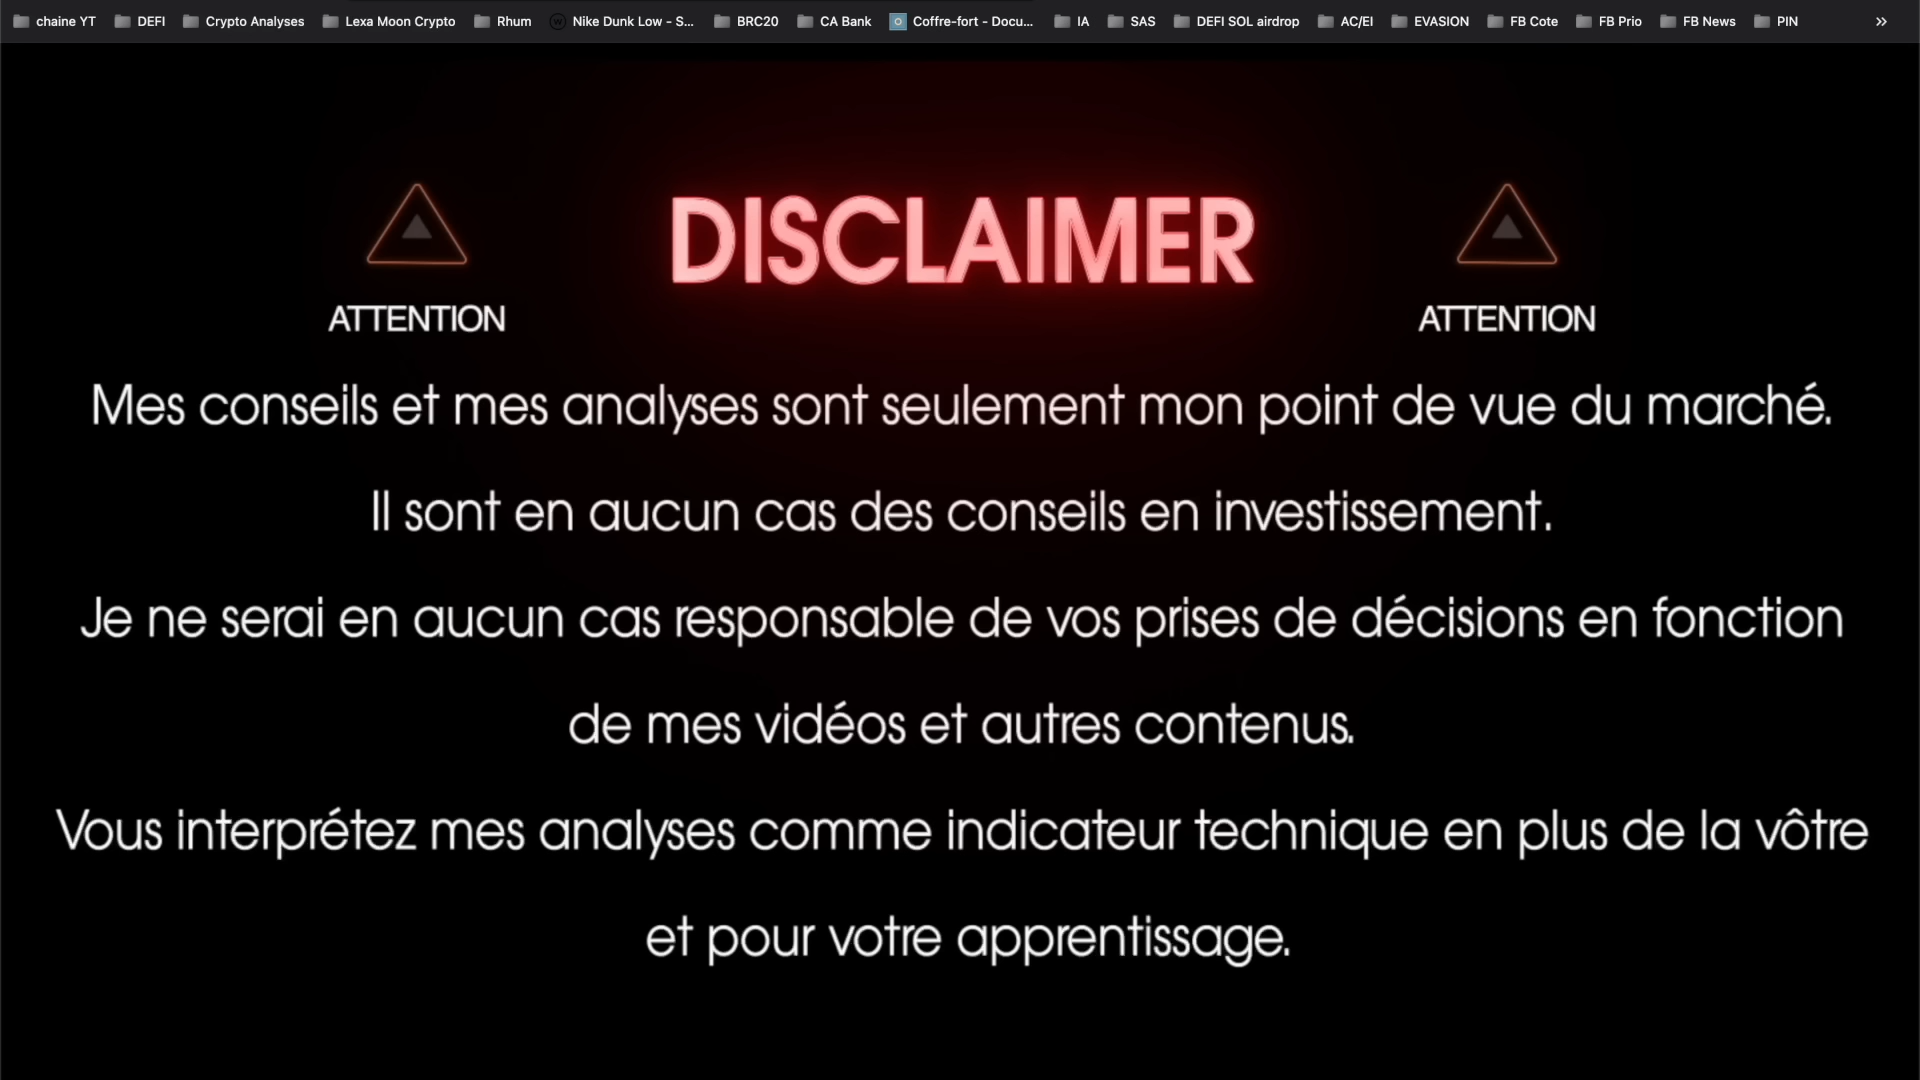 chaine YT DEFI Crypto Analyses Lexa Moon Crypto Rhum Nike Dunk Low - S... BRC20 CA Bank Coffre-fort - Docu... IA SAS DEFI SOL airdrop AC/EI EVASION FB Cote FB Prio FB News PIN »
DISCLAIMER
ATTENTION ATTENTION
Mes conseils et mes analyses sont seulement mon point de vue du marché.
Il sont en aucun cas des conseils en investissement.
Je ne serai en aucun cas responsable de vos prises de décisions en fonction
de mes vidéos et autres contenus.
Vous interprétez mes analyses comme indicateur technique en plus de la vôtre
et pour votre apprentissage.